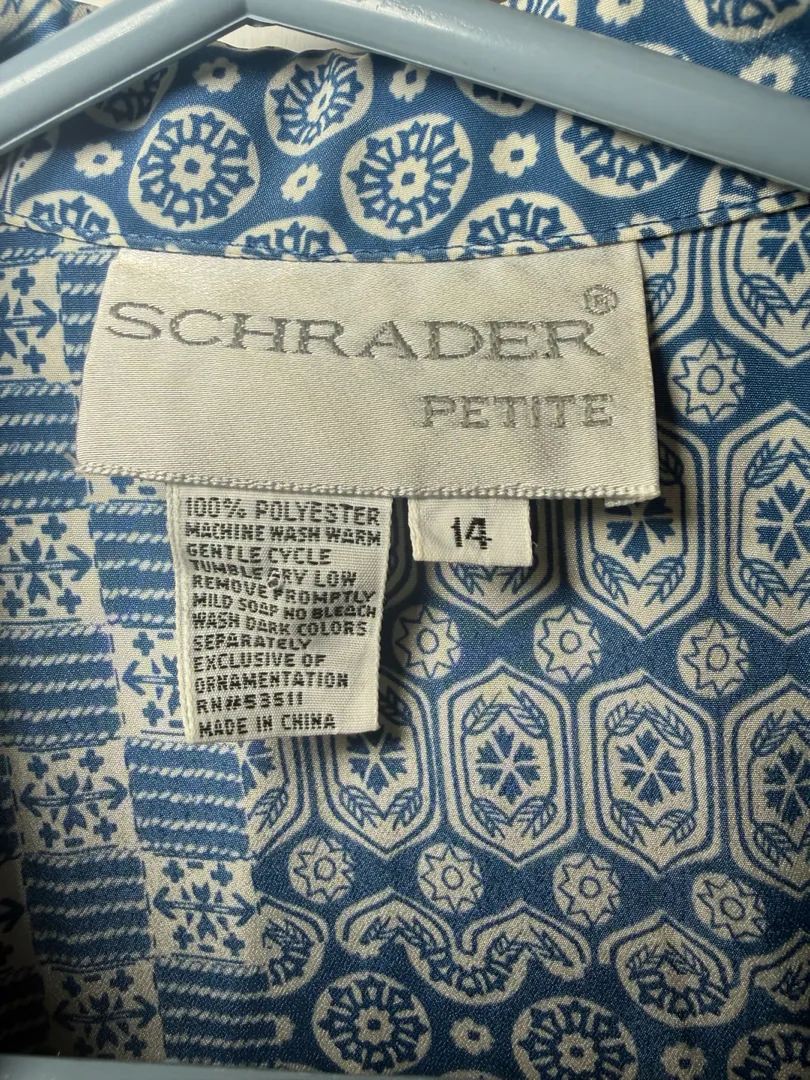 SCHRADER®
PETITE
100% POLYESTER
MACHINE WASH WARM
GENTLE CYCLE
TUMBLE DRY LOW
REMOVE PROMPTLY
MILD SOAP NO BLEACH
WASH DARK COLORS
SEPARATELY
EXCLUSIVE OF
ORNAMENTATION
RN#53511
MADE IN CHINA
14